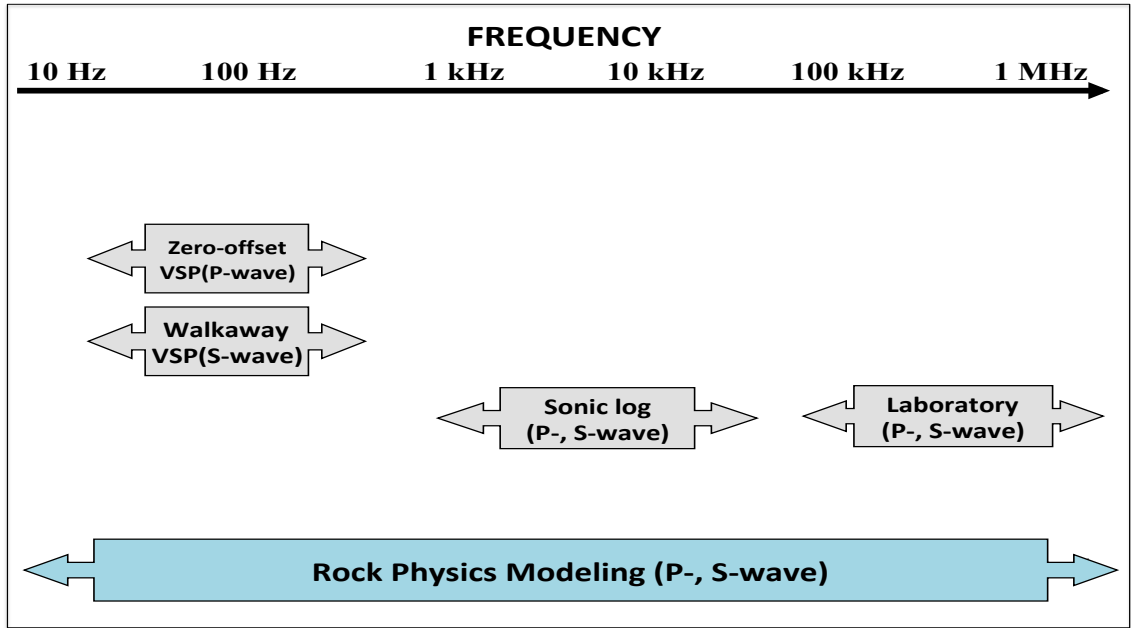 FREQUENCY
10 Hz 100 Hz 1 kHz 10 kHz 100 kHz 1 MHz
Zero-offset
VSP(P-wave)
Walkaway
VSP(S-wave)
Sonic log
(P-, S-wave)
Laboratory
(P-, S-wave)
Rock Physics Modeling (P-, S-wave)